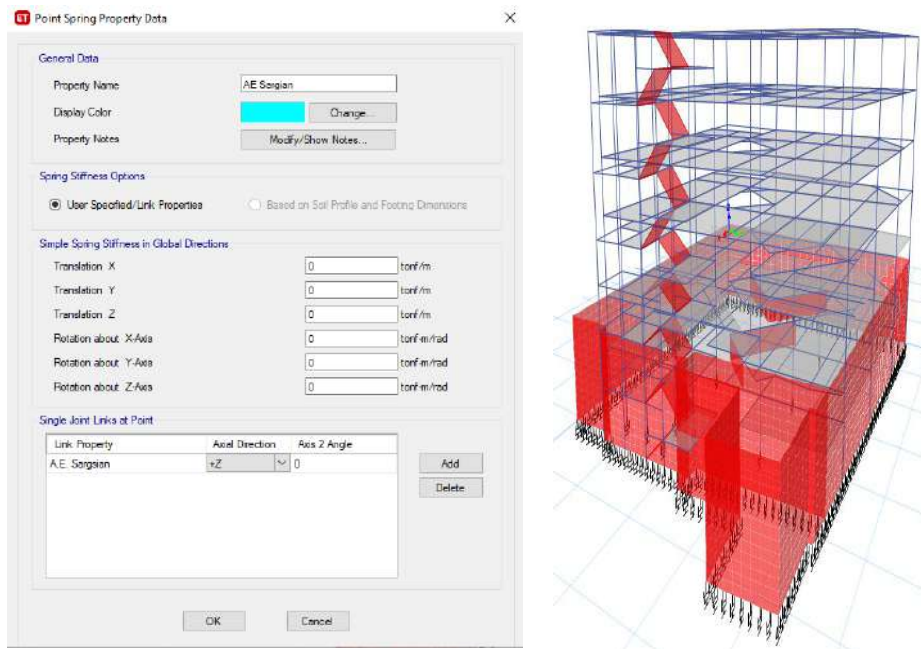 ET Point Spring Property Data
General Data
Property Name AE Sargian
Display Color Change...
Property Notes Modify/Show Notes...
Spring Stiffness Options
User Specified/Link Properties Based on Soil Profile and Footing Dimensions
Simple Spring Stiffness in Global Directions
Translation X 0 tonf/m
Translation Y 0 tonf/m
Translation Z 0 tonf/m
Rotation about X-Axis 0 tonf-m/rad
Rotation about Y-Axis 0 tonf-m/rad
Rotation about Z-Axis 0 tonf-m/rad
Single Joint Links at Point
Link Property Axial Direction Axis 2 Angle
A.E. Sargsian +Z 0
Add
Delete
OK Cancel